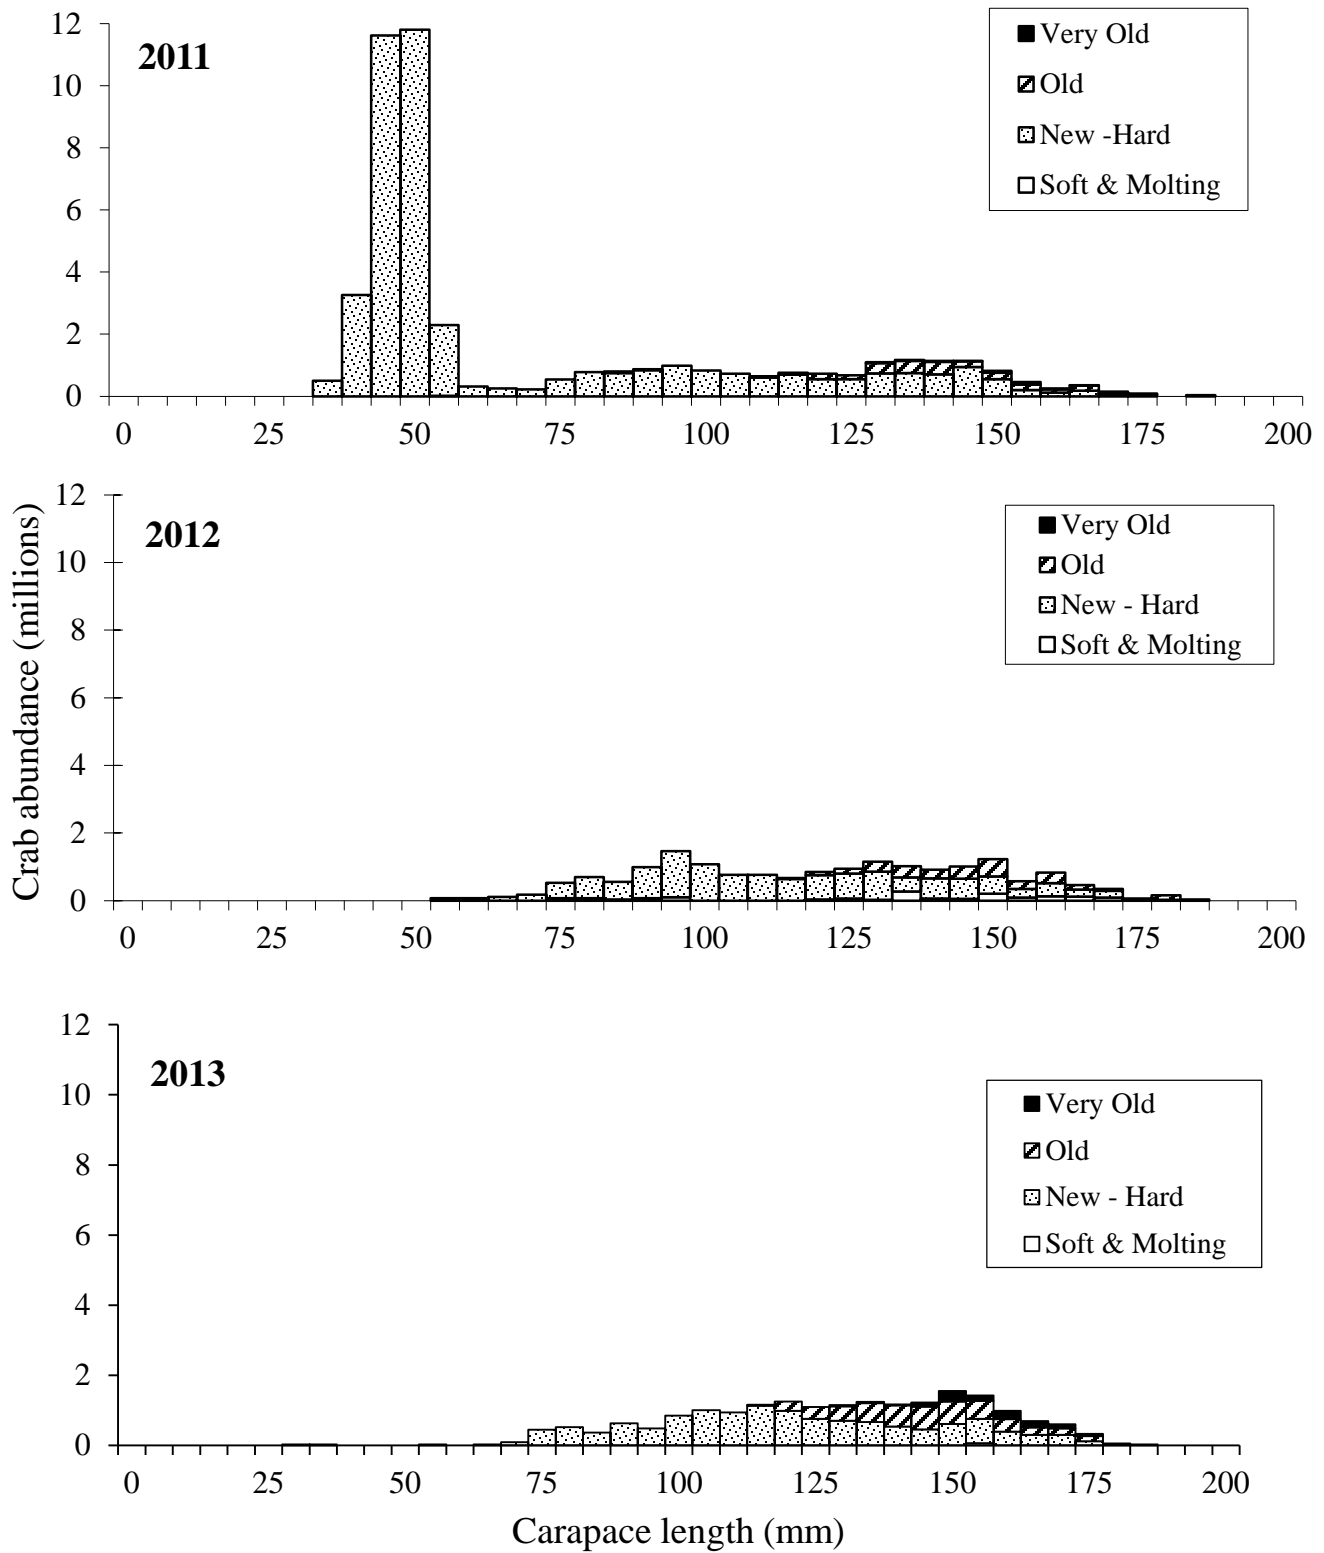 12
2011
10
8
6
4
2
0
0 25 50 75 100 125 150 175 200
Very Old
Old
New -Hard
Soft & Molting
Crab abundance (millions)
12
2012
10
8
6
4
2
0
0 25 50 75 100 125 150 175 200
Very Old
Old
New - Hard
Soft & Molting
12
2013
10
8
6
4
2
0
0 25 50 75 100 125 150 175 200
Very Old
Old
New - Hard
Soft & Molting
Carapace length (mm)